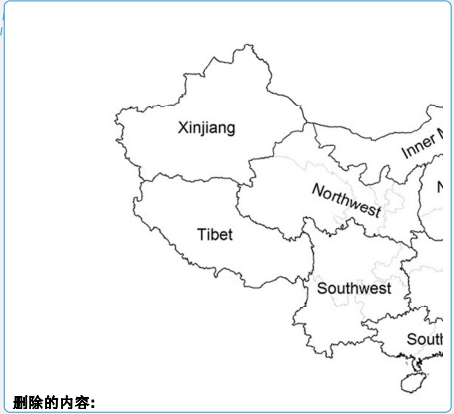 Xinjiang
Inner
Northwest
Tibet
Southwest
删除的内容: